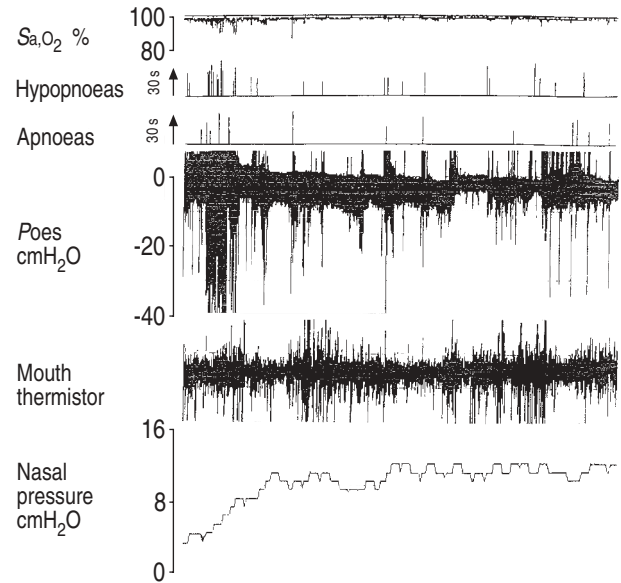 100
Sa,O2 %
80
Hypopnoeas
30 s
Apnoeas
30 s
0
Poes
cmH2O
-20
-40
Mouth
thermistor
16
Nasal
pressure
8
cmH2O
0